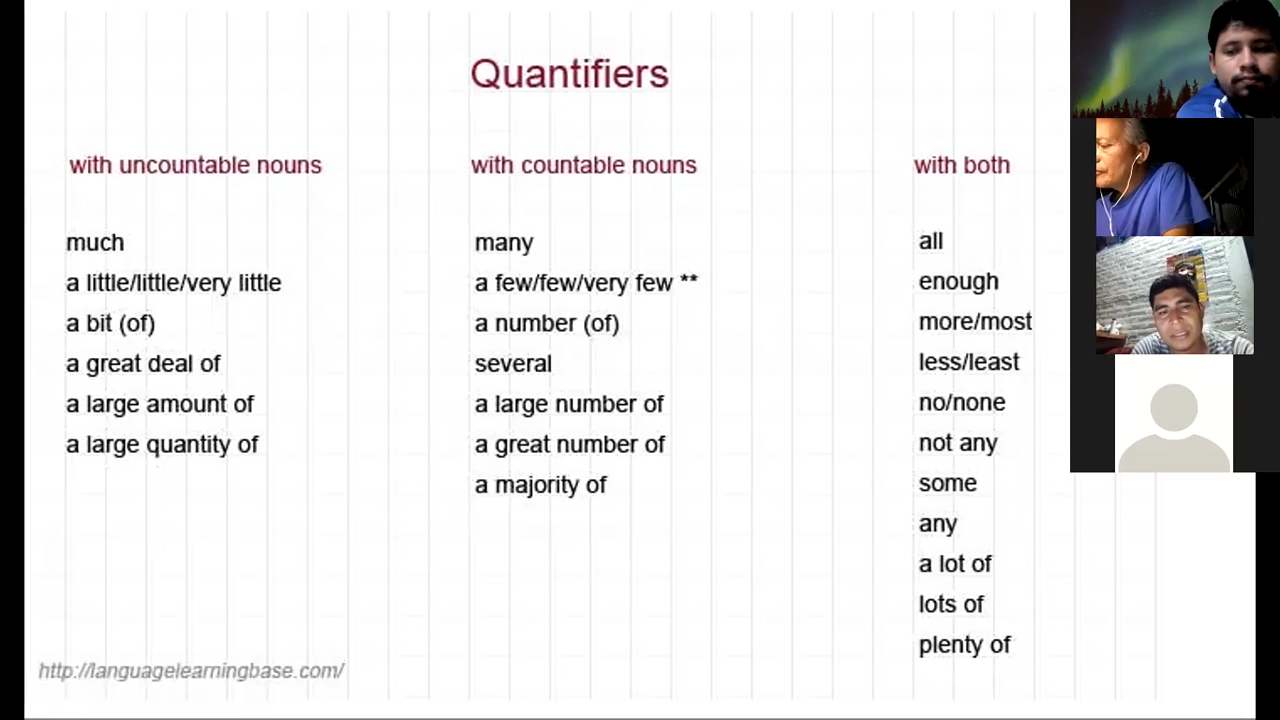 Quantifiers
with uncountable nouns
much
a little/little/very little
a bit (of)
a great deal of
a large amount of
a large quantity of
with countable nouns
many
a few/few/very few **
a number (of)
several
a large number of
a great number of
a majority of
with both
all
enough
more/most
less/least
no/none
not any
some
any
a lot of
lots of
plenty of
http://languagelearningbase.com/